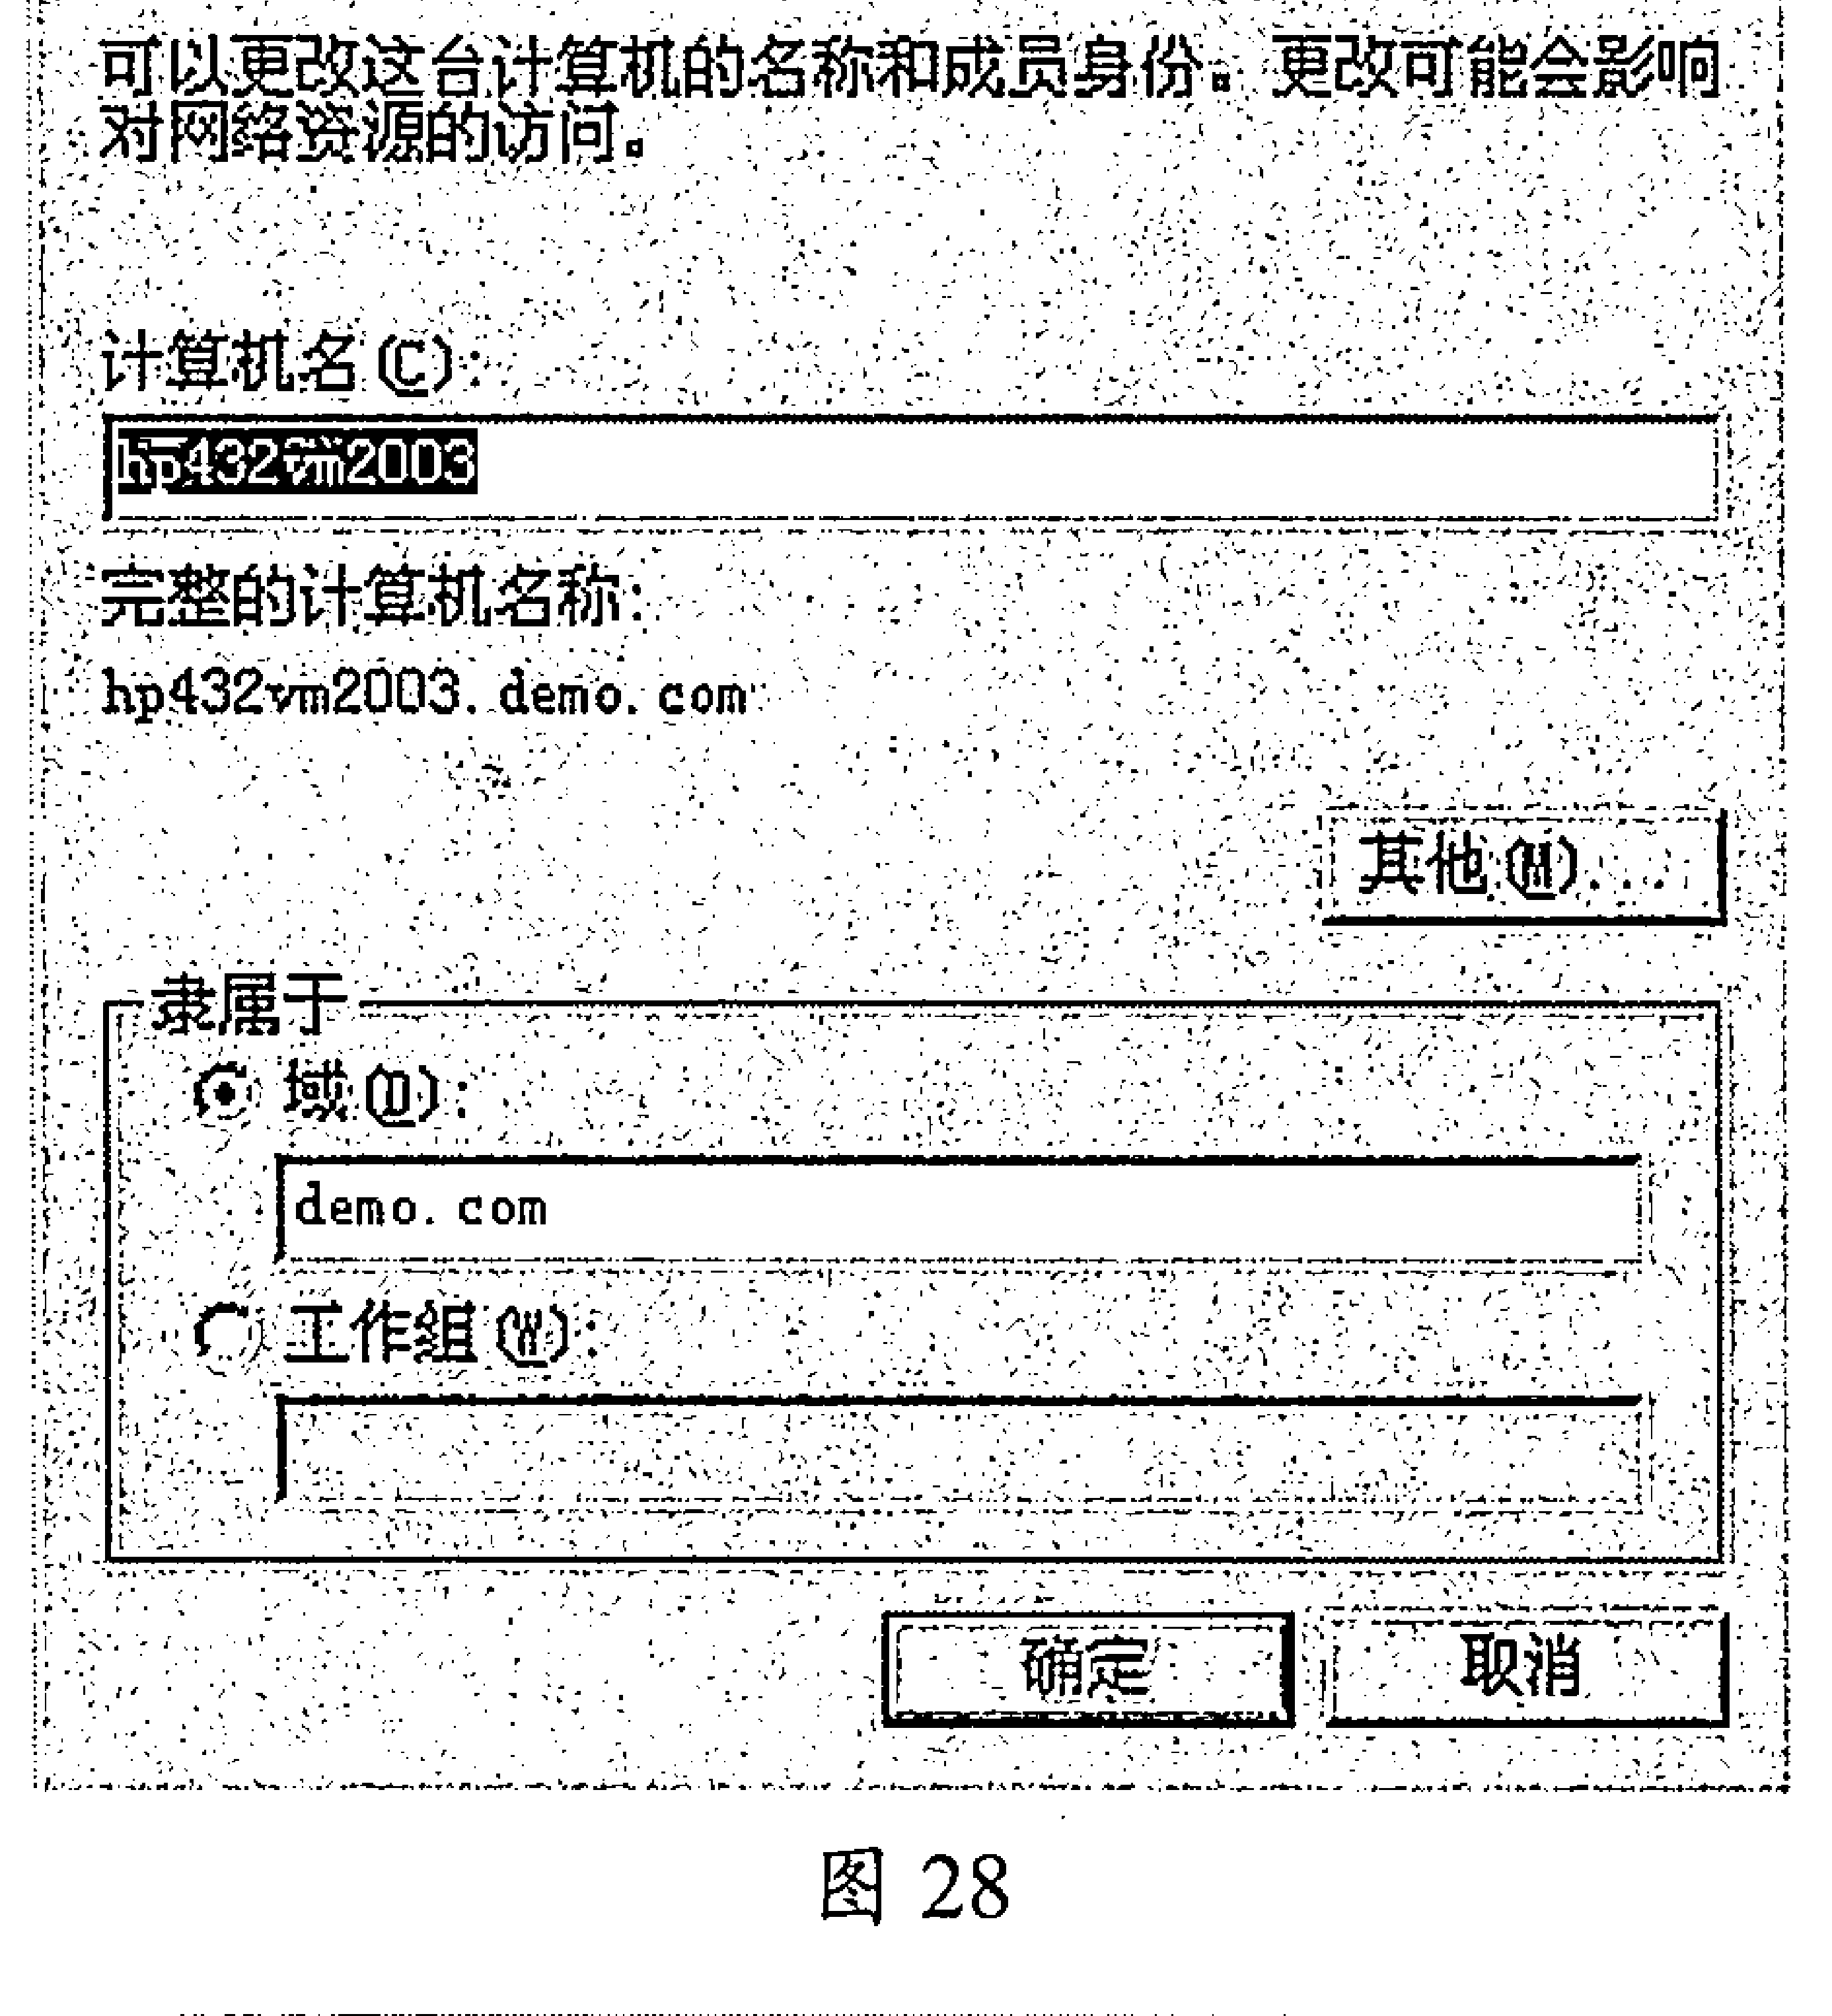 可以更改这台计算机的名称和成员身份。更改可能会影响
对网络资源的访问。
计算机名(C):
hp432vm2003
完整的计算机名称:
hp432vm2003.demo.com
其他(M)...
隶属于
域(D):
demo.com
工作组(W):
确定
取消
图 28